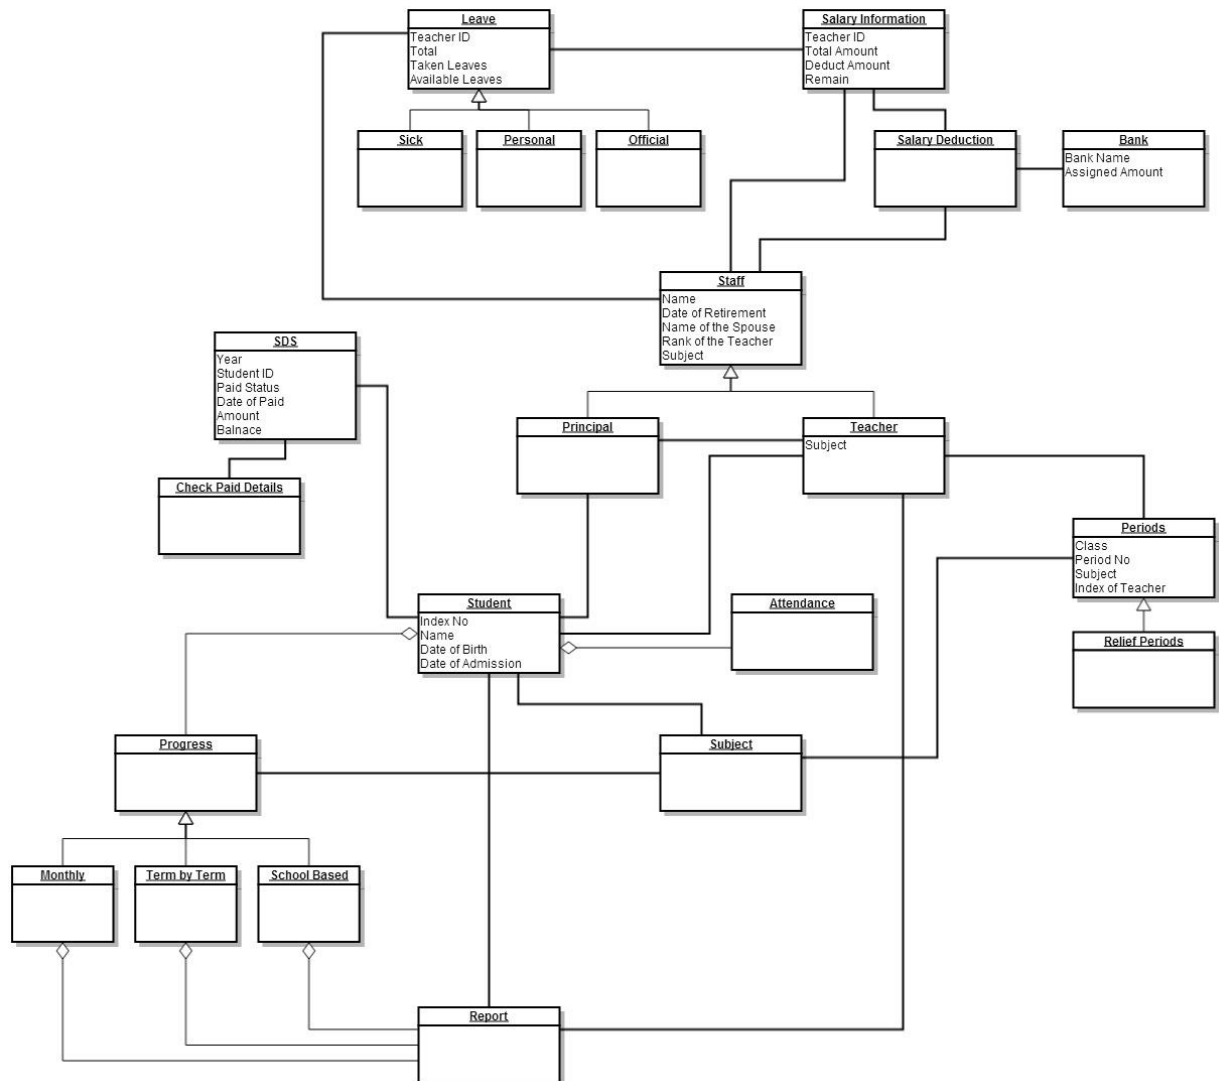 Leave
Teacher ID
Total
Taken Leaves
Available Leaves
Salary Information
Teacher ID
Total Amount
Deduct Amount
Remain
Sick
Personal
Official
Salary Deduction
Bank
Bank Name
Assigned Amount
Staff
Name
Date of Retirement
Name of the Spouse
Rank of the Teacher
Subject
SDS
Year
Student ID
Paid Status
Date of Paid
Amount
Balnace
Principal
Teacher
Subject
Check Paid Details
Periods
Class
Period No
Subject
Index of Teacher
Student
Index No
Name
Date of Birth
Date of Admission
Attendance
Relief Periods
Progress
Subject
Monthly
Term by Term
School Based
Report